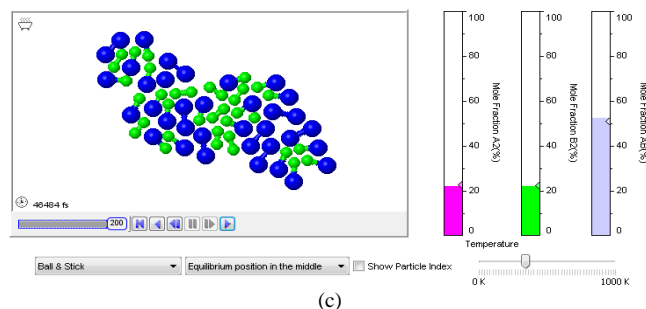 46484 fs
200
Ball & Stick
Equilibrium position in the middle
Show Particle Index
100
80
60
40
20
0
Mole Fraction A2(%)
100
80
60
40
20
0
Mole Fraction B2(%)
100
80
60
40
20
0
Mole Fraction AB(%)
Temperature
0 K
1000 K
(c)